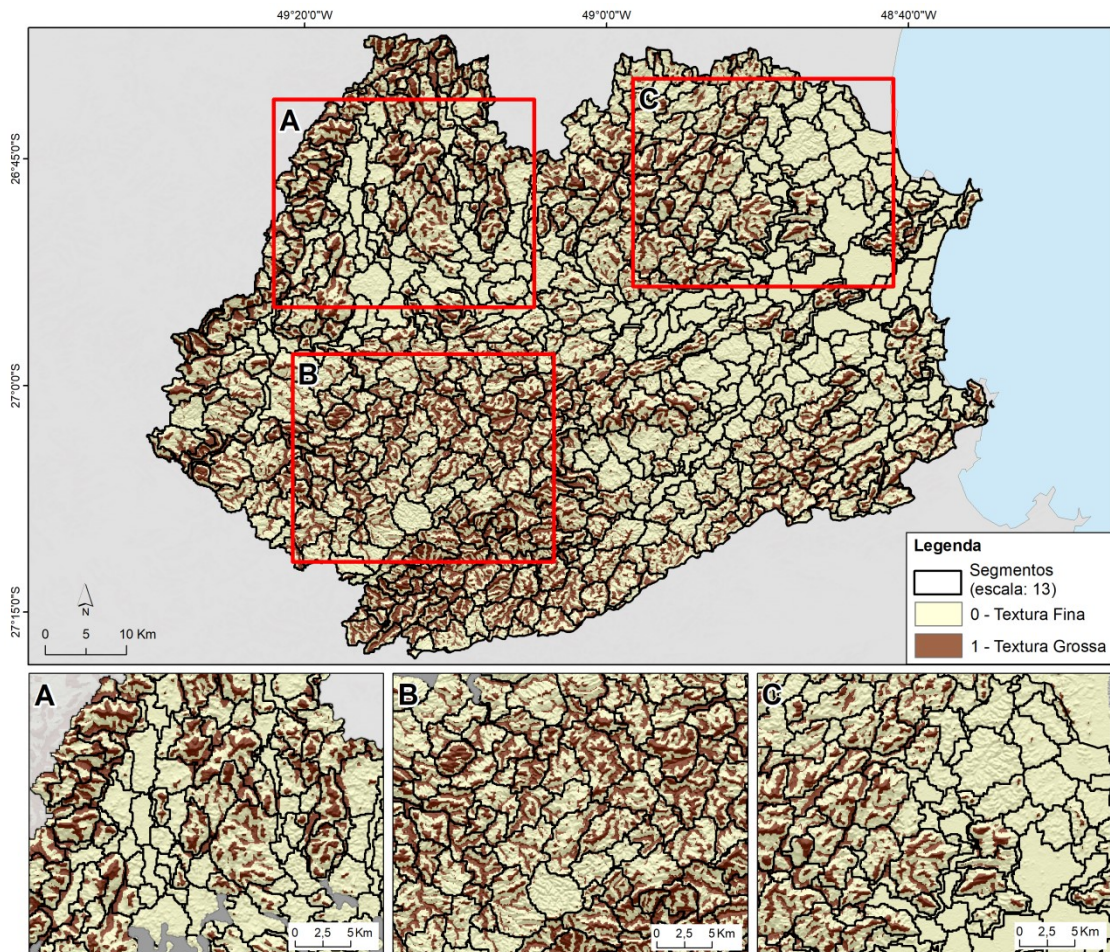 49°20'0"W
49°0'0"W
48°40'0"W
26°45'0"S
27°0'0"S
27°15'0"S
A
C
B
N
0 5 10 Km
Legenda
Segmentos
(escala: 13)
0 - Textura Fina
1 - Textura Grossa
A
0 2,5 5 Km
B
0 2,5 5 Km
C
0 2,5 5 Km